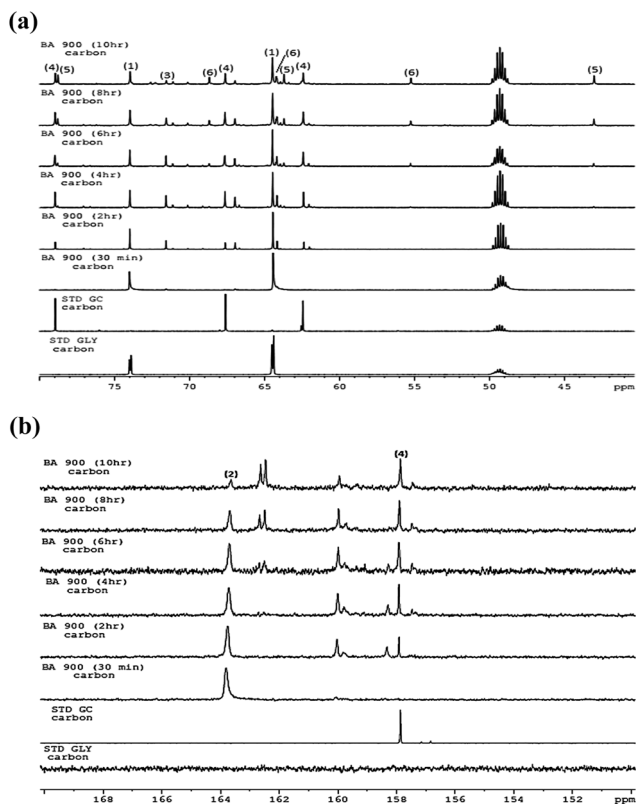 (a)
BA 900 (10hr)
carbon
(4)
(5)
(1)
(3)
(6)
(4)
(1)
(6)
(5)
(4)
(6)
(5)
BA 900 (8hr)
carbon
BA 900 (6hr)
carbon
BA 900 (4hr)
carbon
BA 900 (2hr)
carbon
BA 900 (30 min)
carbon
STD GC
carbon
STD GLY
carbon
80 75 70 65 60 55 50 45 ppm
(b)
BA 900 (10hr)
carbon
(2)
(4)
BA 900 (8hr)
carbon
BA 900 (6hr)
carbon
BA 900 (4hr)
carbon
BA 900 (2hr)
carbon
BA 900 (30 min)
carbon
STD GC
carbon
STD GLY
carbon
168 166 164 162 160 158 156 154 152 ppm